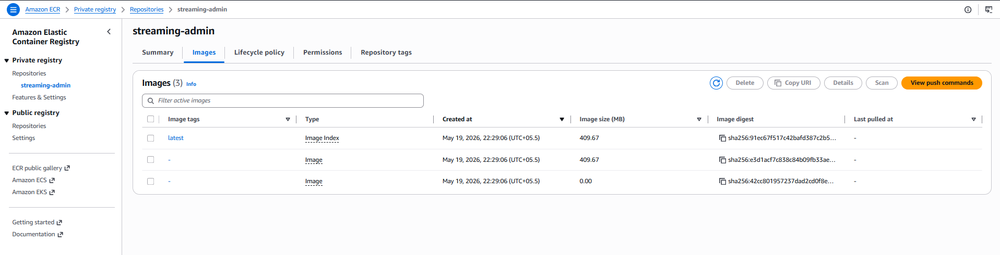 Amazon ECR > Private registry > Repositories > streaming-admin
Amazon Elastic
Container Registry
Private registry
Repositories
streaming-admin
Features & Settings
Public registry
Repositories
Settings
ECR public gallery
Amazon ECS
Amazon EKS
Getting started
Documentation
streaming-admin
Summary Images Lifecycle policy Permissions Repository tags
Images (3) Info
Delete Copy URI Details Scan View push commands
Filter active images
Image tags Type Created at Image size (MB) Image digest Last pulled at
latest Image Index May 19, 2026, 22:29:06 (UTC+05.5) 409.67 sha256:91ec67f517c42bafd387c2b5... -
- Image May 19, 2026, 22:29:06 (UTC+05.5) 409.67 sha256:e3d1acf7c838c84b09fb33ae... -
- Image May 19, 2026, 22:29:06 (UTC+05.5) 0.00 sha256:42cc801957237dad2cd0f8e... -